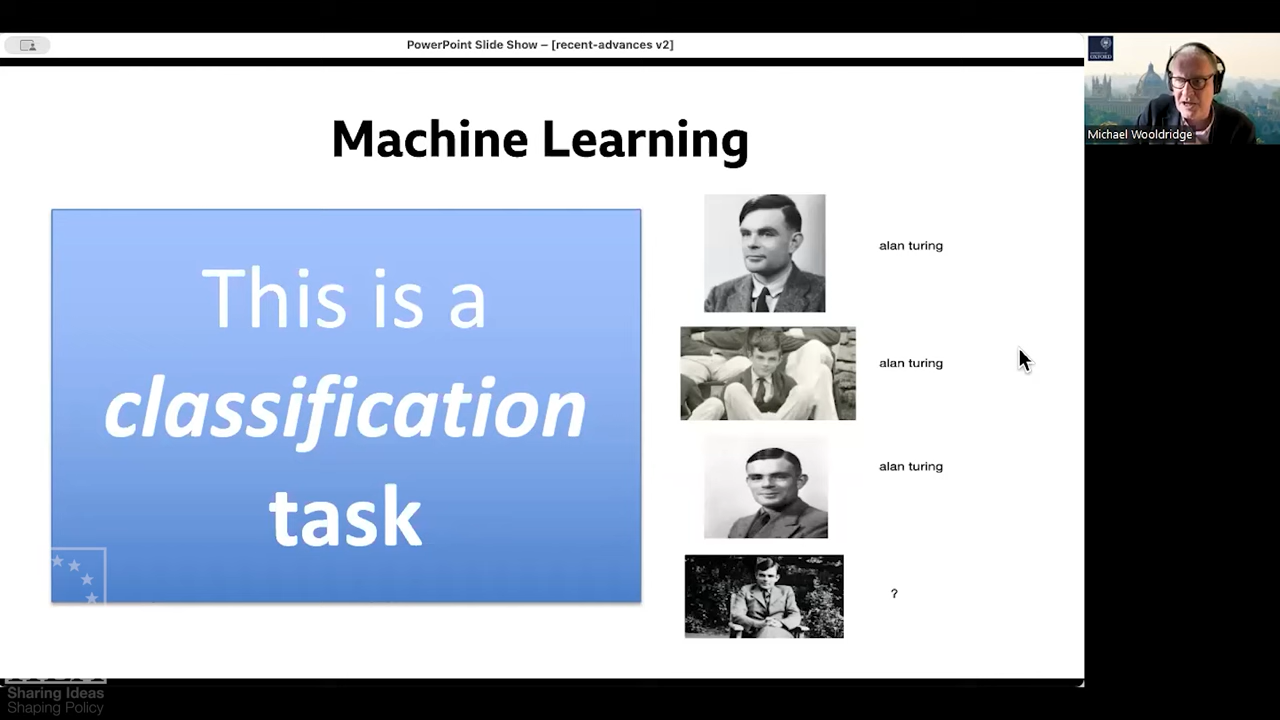 PowerPoint Slide Show – [recent-advances v2]
OXFORD
Michael Wooldridge
Machine Learning
This is a
classification
task
alan turing
alan turing
alan turing
?
Sharing Ideas
Shaping Policy